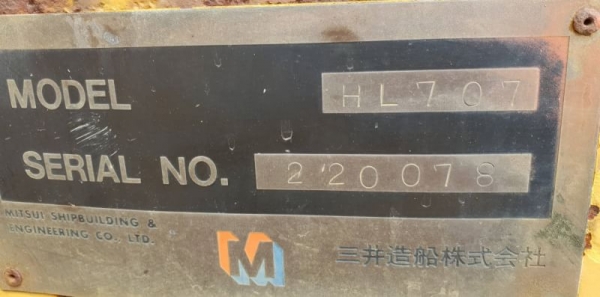 MODEL HL707
SERIAL NO. 220078
MITSUI SHIPBUILDING &
ENGINEERING CO., LTD.
M
三井造船株式会社